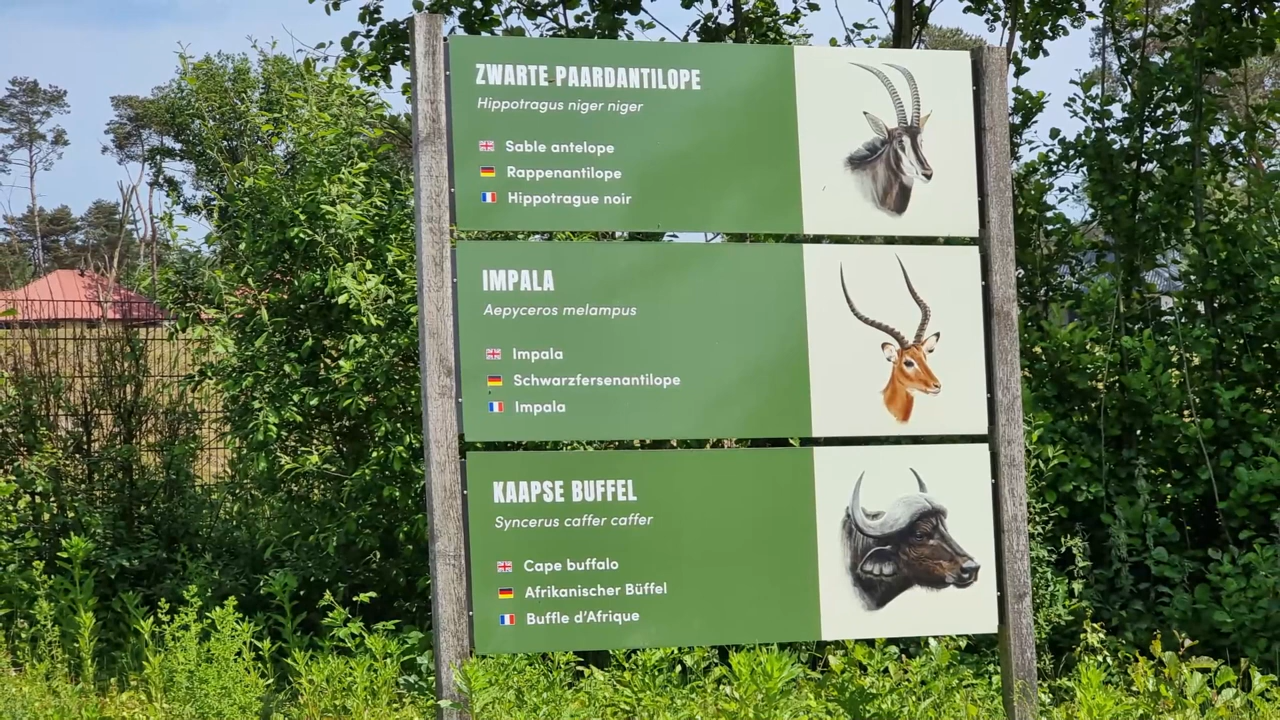 ZWARTE PAARDANTILOPE
Hippotragus niger niger
Sable antelope
Rappenantilope
Hippotrague noir
IMPALA
Aepyceros melampus
Impala
Schwarzfersenantilope
Impala
KAAPSE BUFFEL
Syncerus caffer caffer
Cape buffalo
Afrikanischer Büffel
Buffle d'Afrique